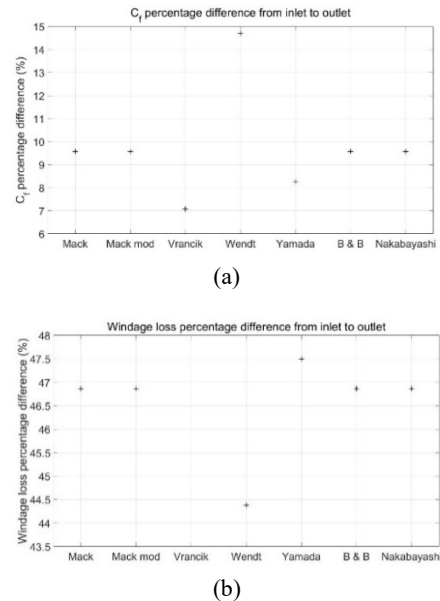 C_f percentage difference from inlet to outlet
C_f percentage difference (%)
15
14
13
12
11
10
9
8
7
6
Mack Mack mod Vrancik Wendt Yamada B & B Nakabayashi
(a)
Windage loss percentage difference from inlet to outlet
Windage loss percentage difference (%)
48
47.5
47
46.5
46
45.5
45
44.5
44
43.5
Mack Mack mod Vrancik Wendt Yamada B & B Nakabayashi
(b)